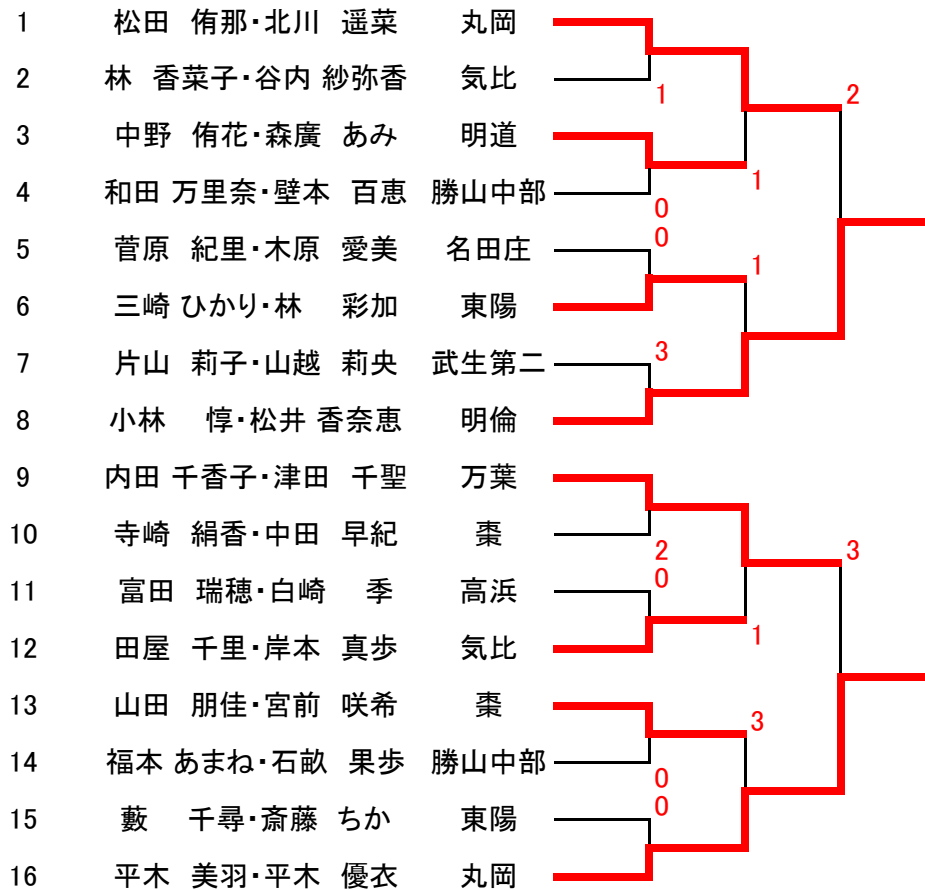 1 松田 侑那・北川 遥菜 丸岡
2 林 香菜子・谷内 紗弥香 気比
1
2
3 中野 侑花・森廣 あみ 明道
1
4 和田 万里奈・壁本 百恵 勝山中部
0
0
5 菅原 紀里・木原 愛美 名田庄
1
6 三崎 ひかり・林 彩加 東陽
3
7 片山 莉子・山越 莉央 武生第二
8 小林 惇・松井 香奈恵 明倫
9 内田 千香子・津田 千聖 万葉
10 寺崎 絹香・中田 早紀 棗
2
3
0
11 富田 瑞穂・白崎 季 高浜
1
12 田屋 千里・岸本 真歩 気比
13 山田 朋佳・宮前 咲希 棗
3
14 福本 あまね・石畝 果歩 勝山中部
0
0
15 藪 千尋・斎藤 ちか 東陽
16 平木 美羽・平木 優衣 丸岡